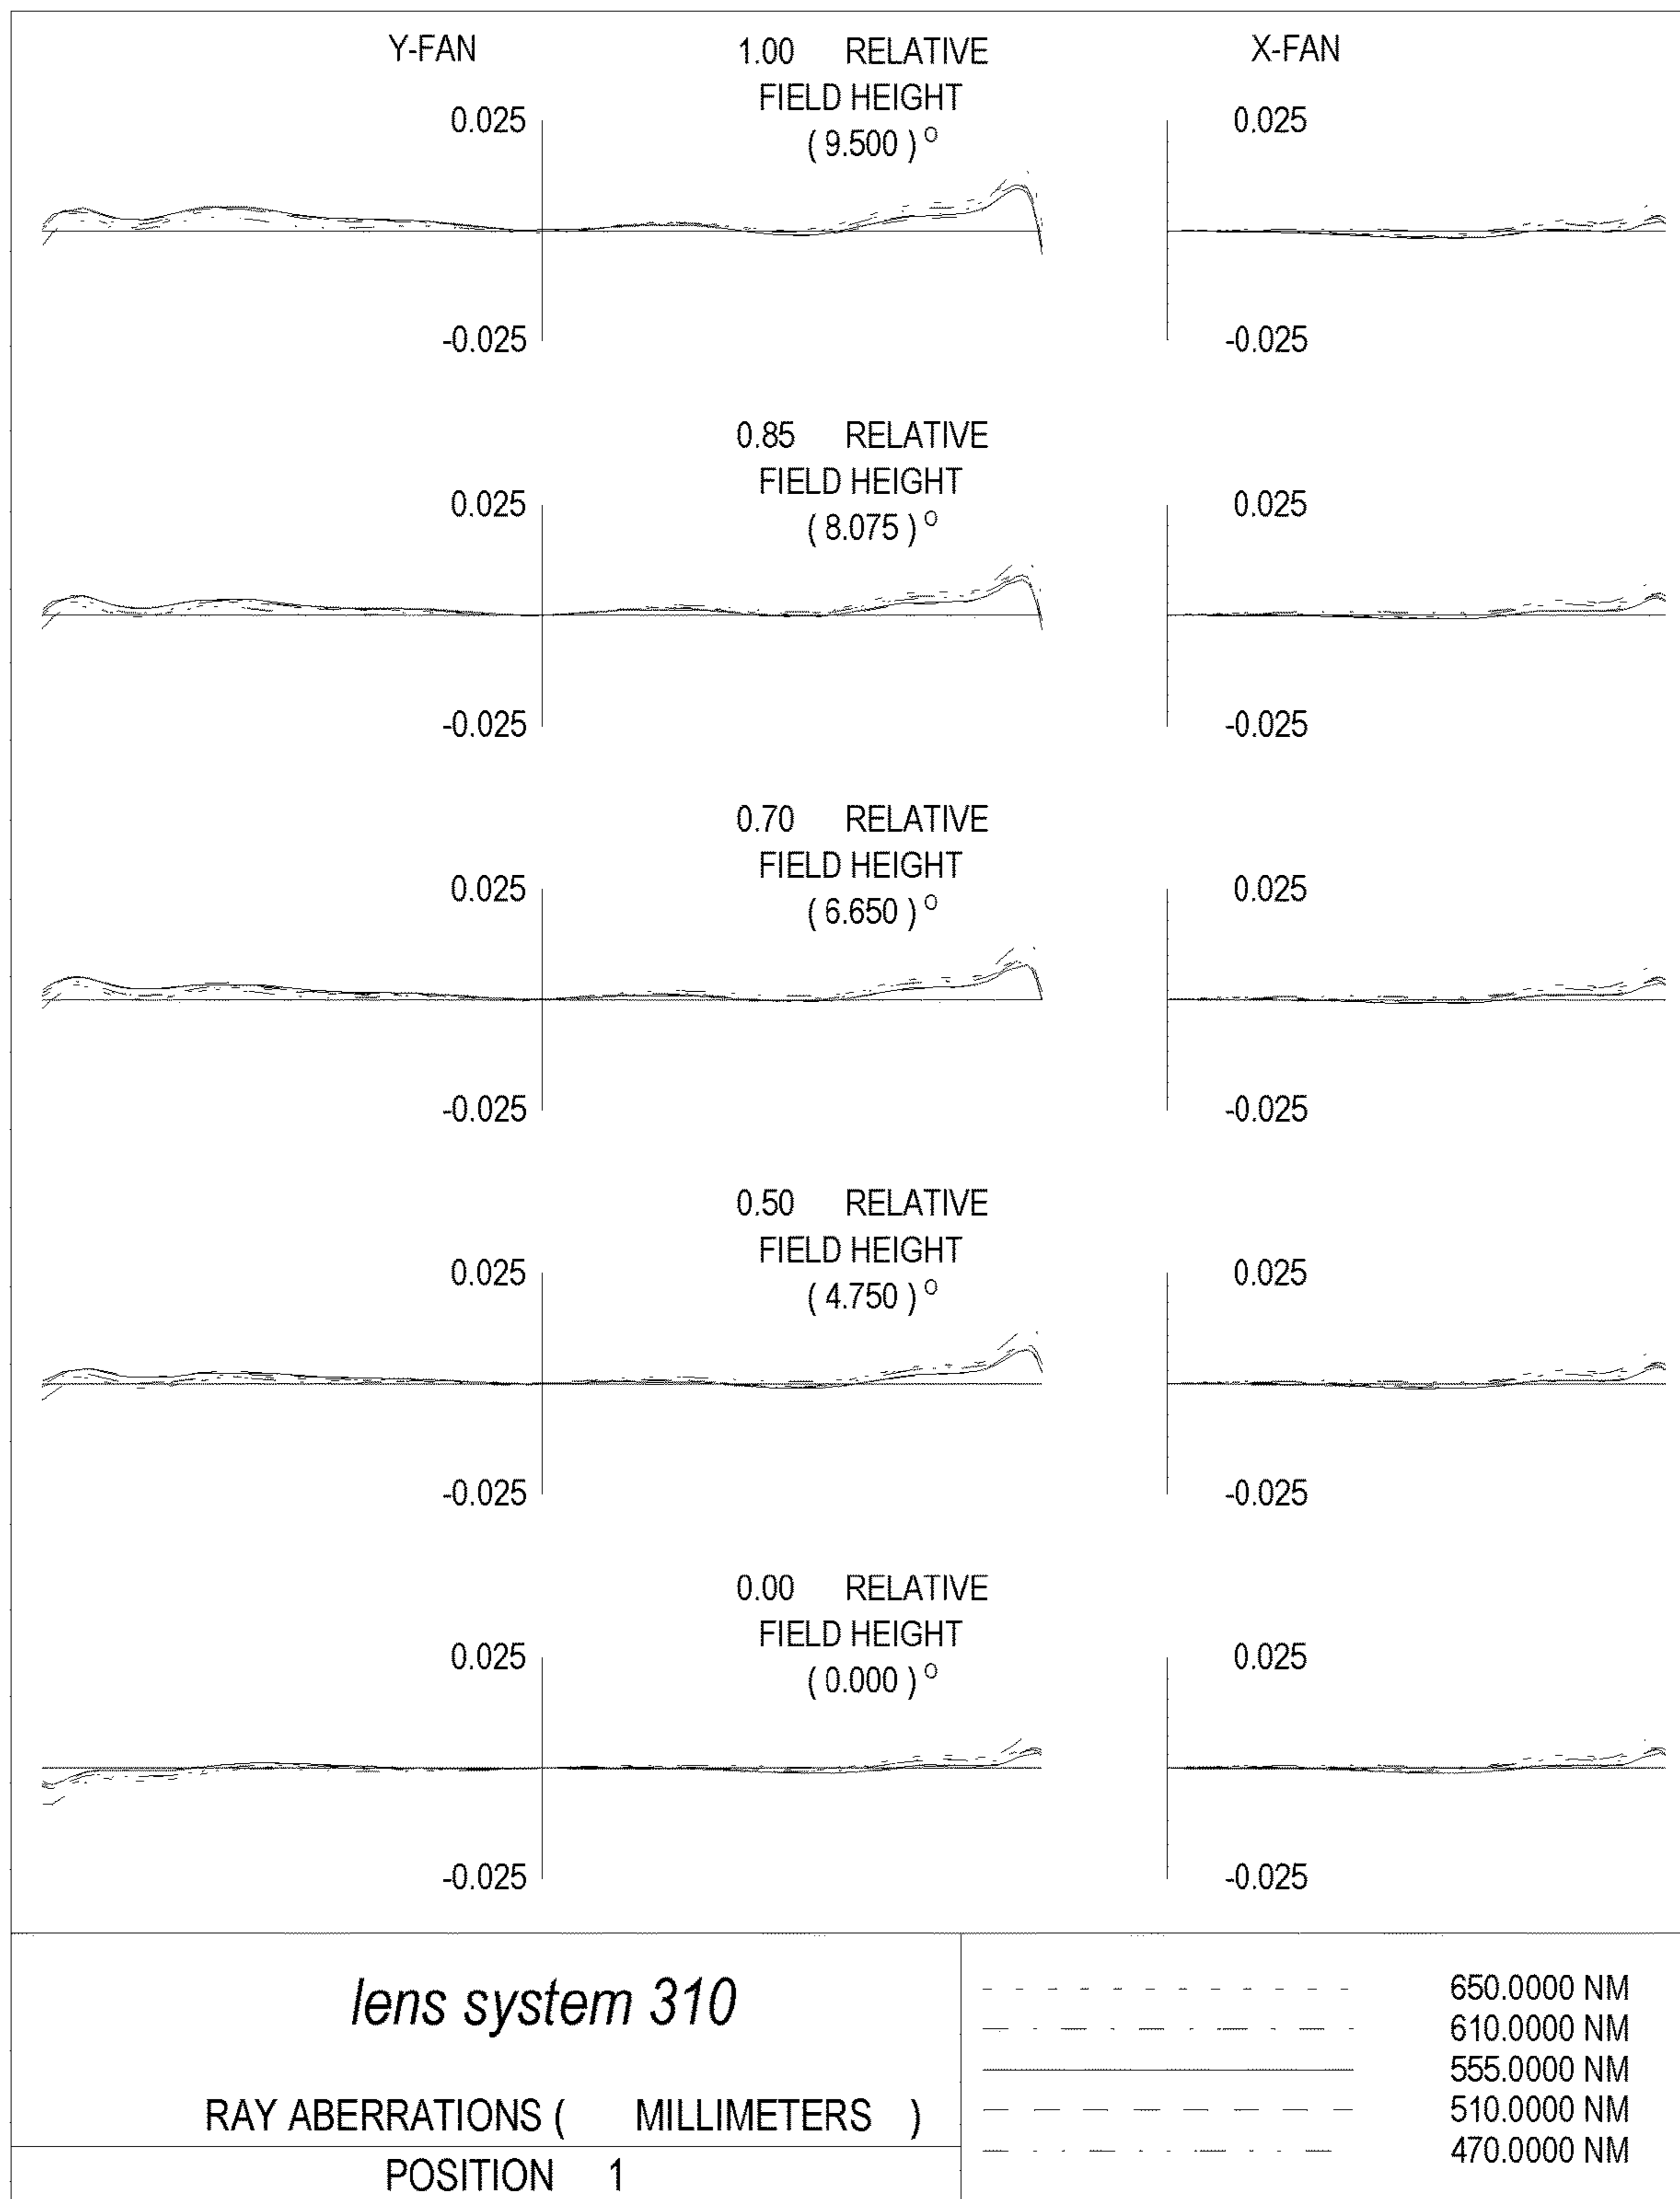 Y-FAN 1.00 RELATIVE X-FAN
FIELD HEIGHT
0.025 ( 9.500 ) O 0.025
-0.025 -0.025
0.85 RELATIVE
FIELD HEIGHT
0.025 ( 8.075 ) O 0.025
-0.025 -0.025
0.70 RELATIVE
FIELD HEIGHT
0.025 ( 6.650 ) O 0.025
-0.025 -0.025
0.50 RELATIVE
FIELD HEIGHT
0.025 ( 4.750 ) O 0.025
-0.025 -0.025
0.00 RELATIVE
FIELD HEIGHT
0.025 ( 0.000 ) O 0.025
-0.025 -0.025
lens system 310
RAY ABERRATIONS ( MILLIMETERS )
POSITION 1
650.0000 NM
610.0000 NM
555.0000 NM
510.0000 NM
470.0000 NM